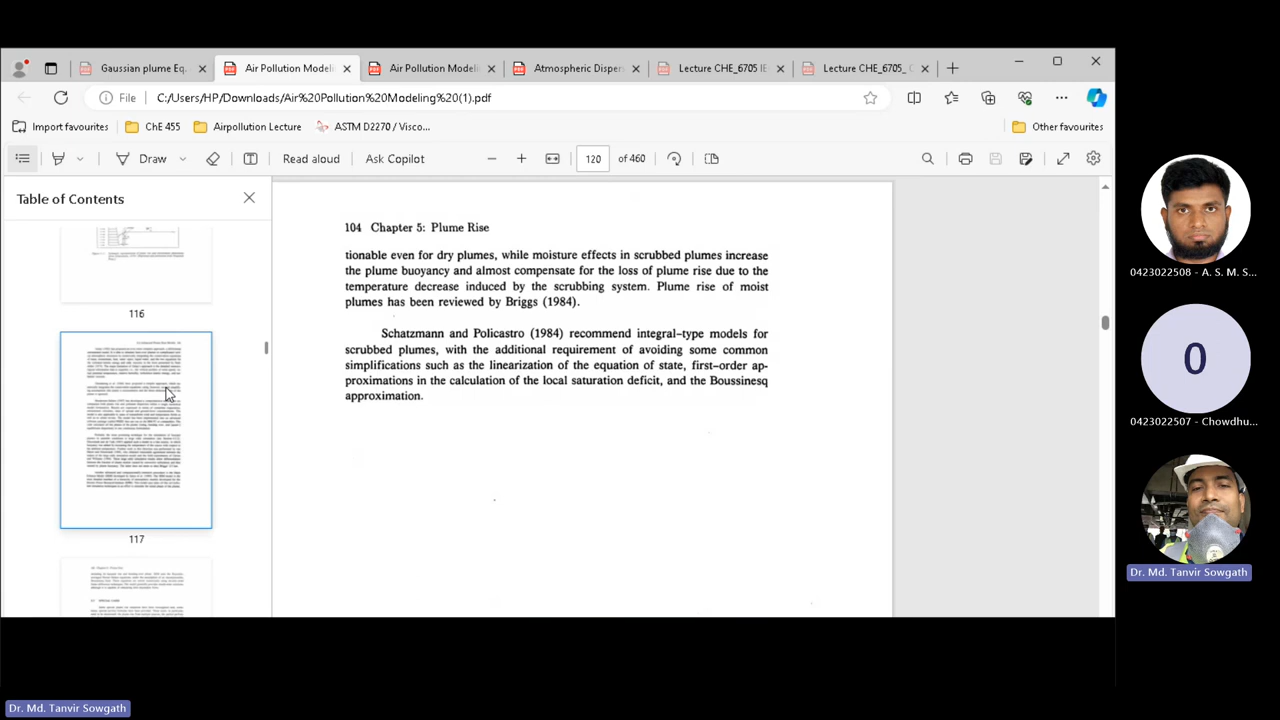 Gaussian plume Eq.
Air Pollution Modeli
Air Pollution Modeli
Atmospheric Disper
Lecture CHE_6705 IE
Lecture CHE_6705_ C
File C:/Users/HP/Downloads/Air%20Pollution%20Modeling%20(1).pdf
Import favourites
ChE 455
Airpollution Lecture
ASTM D2270 / Visco...
Other favourites
Draw
Read aloud
Ask Copilot
120 of 460
Table of Contents
116
117
104 Chapter 5: Plume Rise
tionable even for dry plumes, while moisture effects in scrubbed plumes increase
the plume buoyancy and almost compensate for the loss of plume rise due to the
temperature decrease induced by the scrubbing system. Plume rise of moist
plumes has been reviewed by Briggs (1984).
Schatzmann and Policastro (1984) recommend integral-type models for
scrubbed plumes, with the additional requirement of avoiding some common
simplifications such as the linearization of the equation of state, first-order ap-
proximations in the calculation of the local saturation deficit, and the Boussinesq
approximation.
0423022508 - A. S. M. S...
0
0423022507 - Chowdhu...
Dr. Md. Tanvir Sowgath
Dr. Md. Tanvir Sowgath